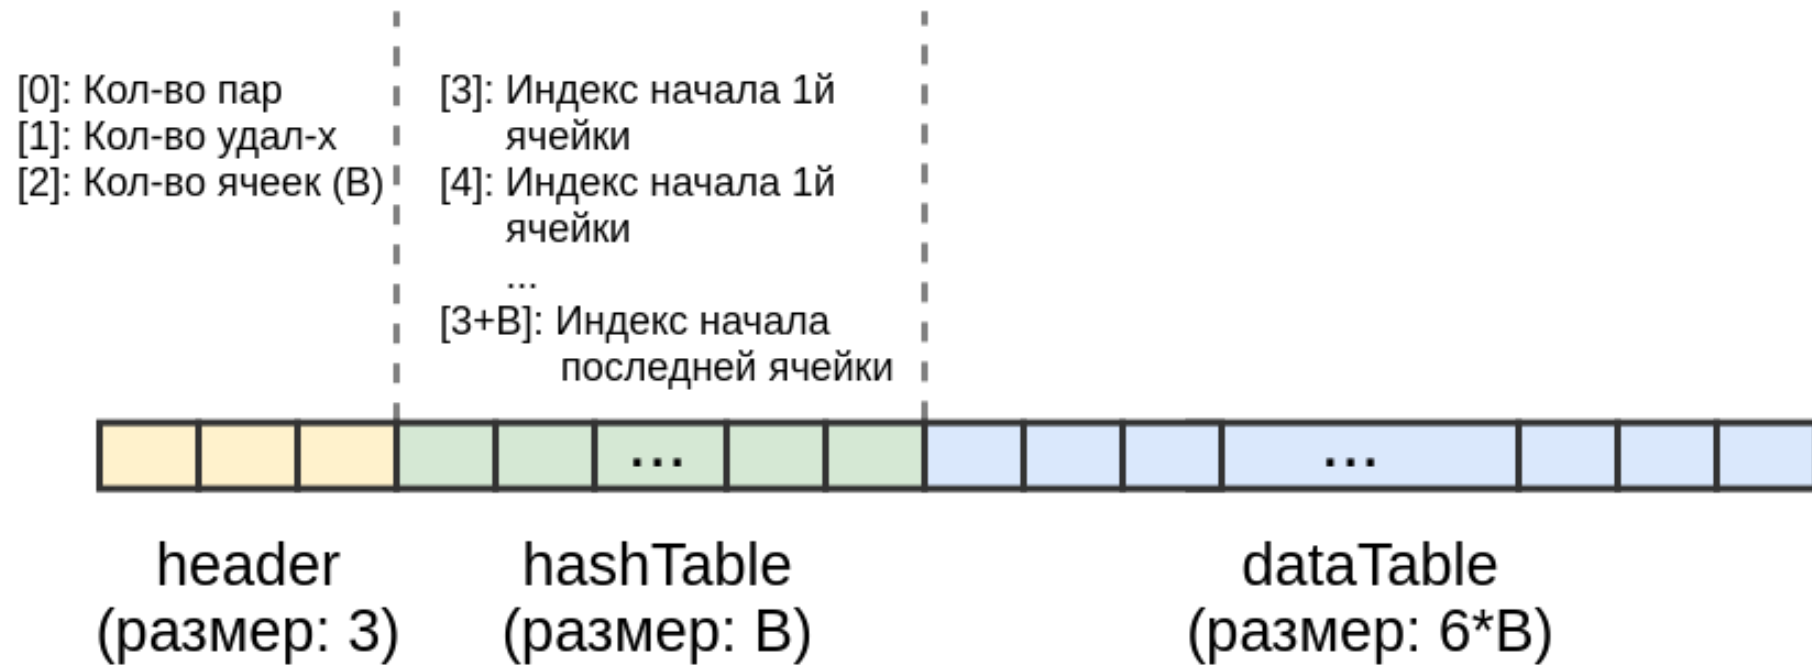 [0]: Кол-во пар
[1]: Кол-во удал-х
[2]: Кол-во ячеек (B)
[3]: Индекс начала 1й
ячейки
[4]: Индекс начала 1й
ячейки
...
[3+B]: Индекс начала
последней ячейки
...
...
header
(размер: 3)
hashTable
(размер: B)
dataTable
(размер: 6*B)